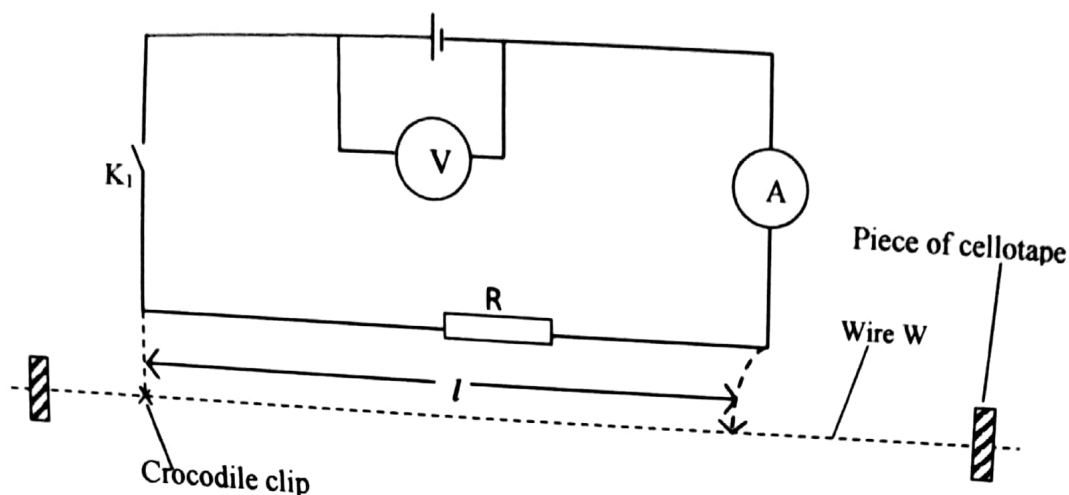 V
K₁
A
Piece of cellotape
R
Wire W
l
Crocodile clip